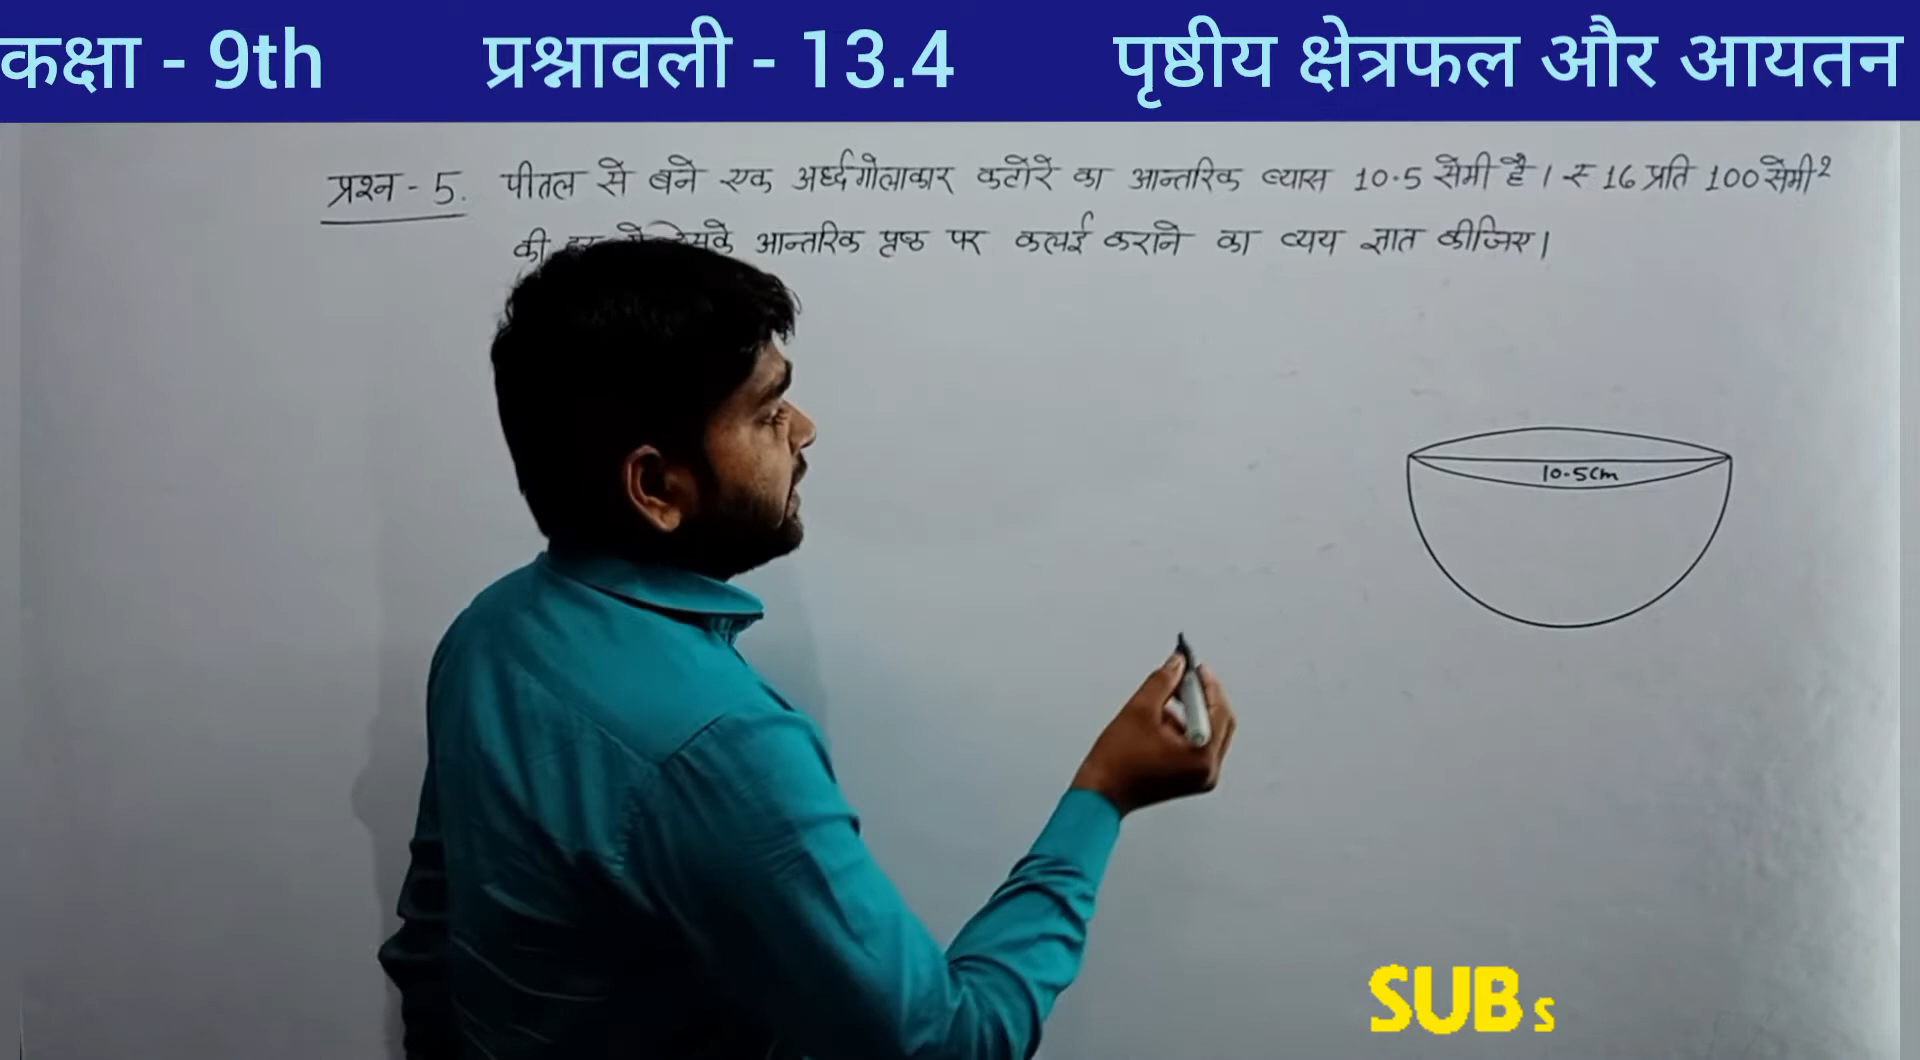 कक्षा - 9th प्रश्नावली - 13.4 पृष्ठीय क्षेत्रफल और आयतन
प्रश्न - 5. पीतल से बने एक अर्ध्दगोलाकार कटोरे का आन्तरिक व्यास 10.5 सेमी है। ₹ 16 प्रति 100 सेमी²
की आन्तरिक पृष्ठ पर कलई कराने का व्यय ज्ञात कीजिए।
10.5cm
SUBs